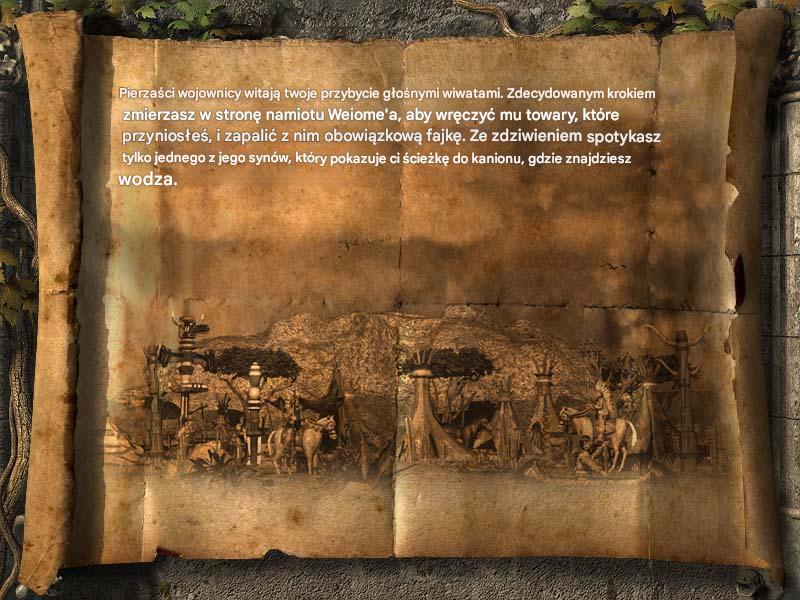 Pierzaści wojownicy witają twoje przybycie głośnymi wiwatami. Zdecydowanym krokiem
zmierzasz w stronę namiotu Weiome'a, aby wręczyć mu towary, które
przyniosłeś, i zapalić z nim obowiązkową fajkę. Ze zdziwieniem spotykasz
tylko jednego z jego synów, który pokazuje ci ścieżkę do kanionu, gdzie znajdziesz
wodza.